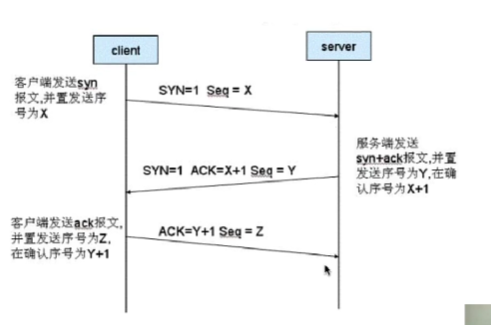 client
server
客户端发送syn
报文,并置发送序
号为X
SYN=1 Seq = X
服务端发送
syn+ack报文,并置
发送序号为Y,在确
认序号为X+1
SYN=1 ACK=X+1 Seq = Y
客户端发送ack报文,
并置发送序号为Z,
在确认序号为Y+1
ACK=Y+1 Seq = Z